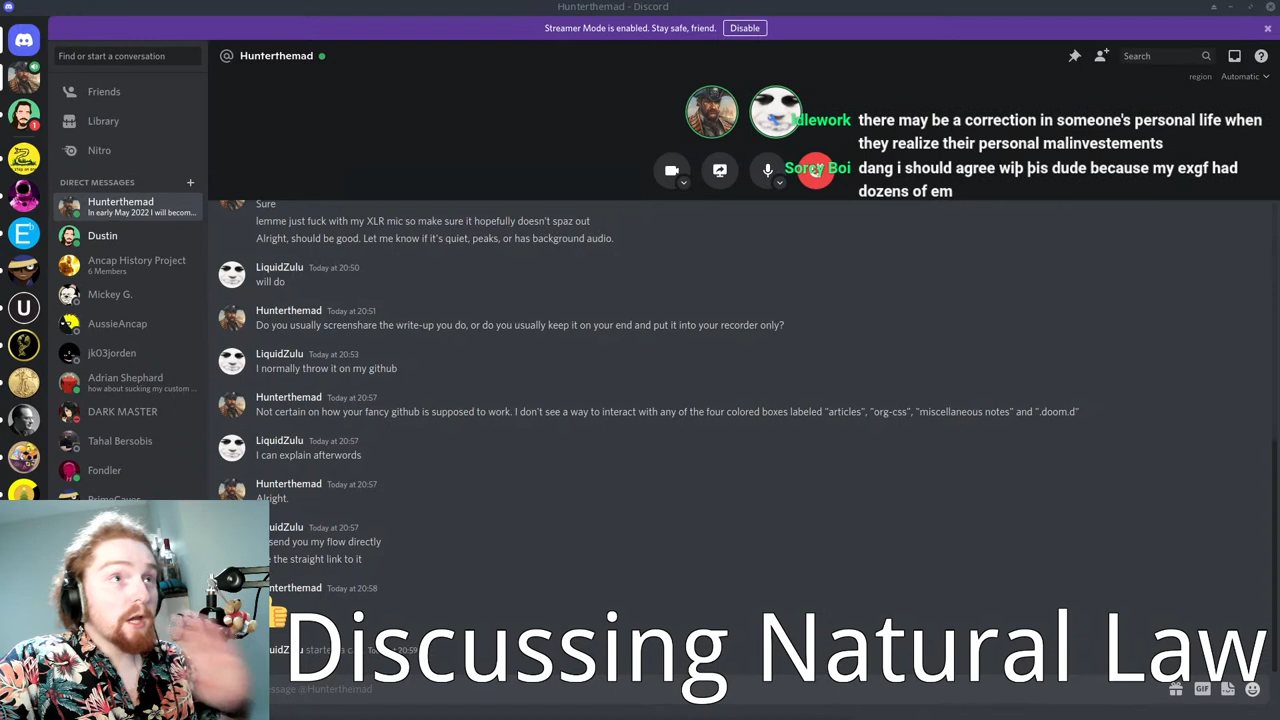 Hunterthemad - Discord
Streamer Mode is enabled. Stay safe, friend.
Disable
Find or start a conversation
Hunterthemad
Search
region
Automatic
Friends
Library
Nitro
DIRECT MESSAGES
Hunterthemad
In early May 2022 I will becom...
Dustin
Ancap History Project
6 Members
Mickey G.
AussieAncap
jk03jorden
Adrian Shephard
how about sucking my custom ...
DARK MASTER
Tahal Bersobis
Fondler
1
E
U
there may be a correction in someone's personal life when
they realize their personal malinvestements
Sorcy Boi
dang i should agree wiþ þis dude because my exgf had
dozens of em
Sure
lemme just fuck with my XLR mic so make sure it hopefully doesn't spaz out
Alright, should be good. Let me know if it's quiet, peaks, or has background audio.
LiquidZulu Today at 20:50
will do
Hunterthemad Today at 20:51
Do you usually screenshare the write-up you do, or do you usually keep it on your end and put it into your recorder only?
LiquidZulu Today at 20:53
I normally throw it on my github
Hunterthemad Today at 20:57
Not certain on how your fancy github is supposed to work. I don't see a way to interact with any of the four colored boxes labeled "articles", "org-css", "miscellaneous notes" and ".doom.d"
LiquidZulu Today at 20:57
I can explain afterwords
Hunterthemad Today at 20:57
Alright.
Today at 20:57
send you my flow directly
the straight link to it
Today at 20:58
Discussing Natural Law
@Hunterthemad
GIF